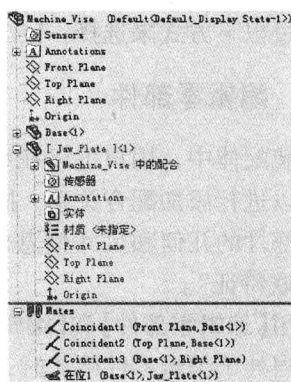 Machine_Vise (Default<Default_Display State-1>)
Sensors
Annotations
Front Plane
Top Plane
Right Plane
Origin
Base<1>
[ Jaw_Plate ]<1>
Machine_Vise 中的配合
传感器
Annotations
实体
材质 <未指定>
Front Plane
Top Plane
Right Plane
Origin
Mates
Coincident1 (Front Plane,Base<1>)
Coincident2 (Top Plane,Base<1>)
Coincident3 (Base<1>,Right Plane)
在位1 (Base<1>,Jaw_Plate<1>)